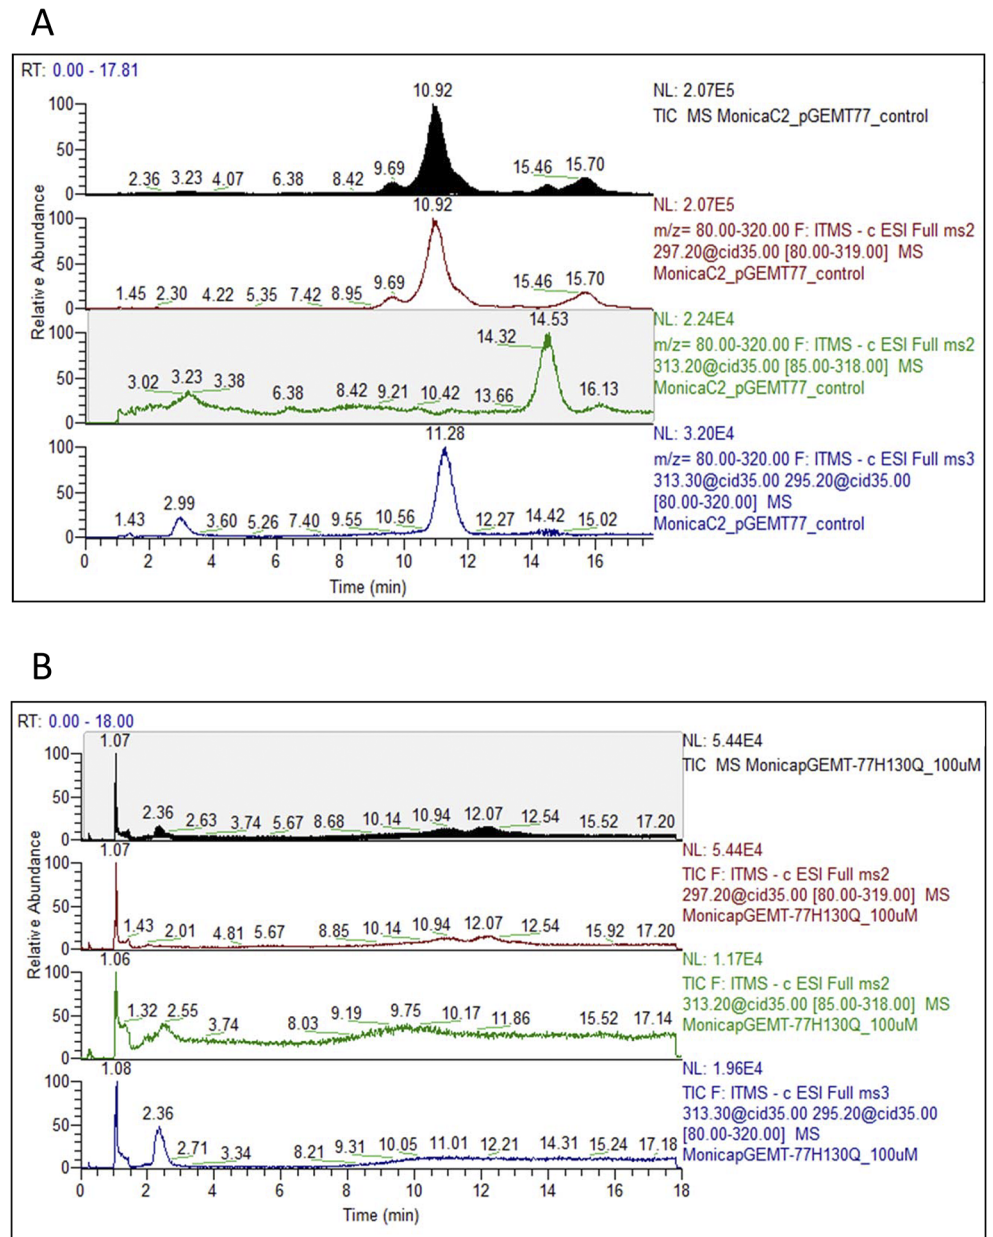 A
RT: 0.00 - 17.81
10.92
NL: 2.07E5
TIC MS MonicaC2_pGEMT77_control
100
50
0
2.36 3.23 4.07 6.38 8.42 9.69 15.46 15.70
10.92
NL: 2.07E5
m/z= 80.00-320.00 F: ITMS - c ESI Full ms2
297.20@cid35.00 [80.00-319.00] MS
MonicaC2_pGEMT77_control
100
50
0
1.45 2.30 4.22 5.35 7.42 8.95 9.69 15.46 15.70
Relative Abundance
14.53
NL: 2.24E4
m/z= 80.00-320.00 F: ITMS - c ESI Full ms2
313.20@cid35.00 [85.00-318.00] MS
MonicaC2_pGEMT77_control
100
50
0
3.02 3.23 3.38 6.38 8.42 9.21 10.42 13.66 14.32 16.13
11.28
NL: 3.20E4
m/z= 80.00-320.00 F: ITMS - c ESI Full ms3
313.30@cid35.00 295.20@cid35.00
[80.00-320.00] MS
MonicaC2_pGEMT77_control
100
50
0
1.43 2.99 3.60 5.26 7.40 9.55 10.56 12.27 14.42 15.02
0 2 4 6 8 10 12 14 16
Time (min)
B
RT: 0.00 - 18.00
1.07
NL: 5.44E4
TIC MS MonicapGEMT-77H130Q_100uM
100
50
0
2.36 2.63 3.74 5.67 8.68 10.14 10.94 12.07 12.54 15.52 17.20
1.07
NL: 5.44E4
TIC F: ITMS - c ESI Full ms2
297.20@cid35.00 [80.00-319.00] MS
MonicapGEMT-77H130Q_100uM
100
50
0
1.43 2.01 4.81 5.67 8.85 10.14 10.94 12.07 12.54 15.92 17.20
Relative Abundance
1.06
NL: 1.17E4
TIC F: ITMS - c ESI Full ms2
313.20@cid35.00 [85.00-318.00] MS
MonicapGEMT-77H130Q_100uM
100
50
0
1.32 2.55 3.74 8.03 9.19 9.75 10.17 11.86 15.52 17.14
1.08
NL: 1.96E4
TIC F: ITMS - c ESI Full ms3
313.30@cid35.00 295.20@cid35.00
[80.00-320.00] MS
MonicapGEMT-77H130Q_100uM
100
50
0
2.36 2.71 3.34 8.21 9.31 10.05 11.01 12.21 14.31 15.24 17.18
0 2 4 6 8 10 12 14 16 18
Time (min)